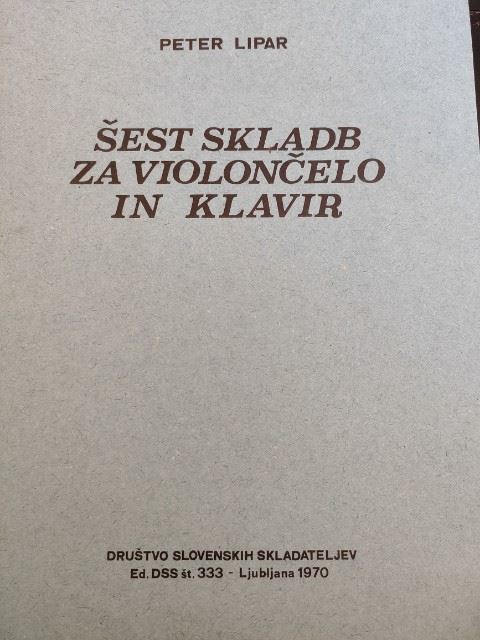 PETER LIPAR
ŠEST SKLADB
ZA VIOLONČELO
IN KLAVIR
DRUŠTVO SLOVENSKIH SKLADATELJEV
Ed. DSS št. 333 - Ljubljana 1970